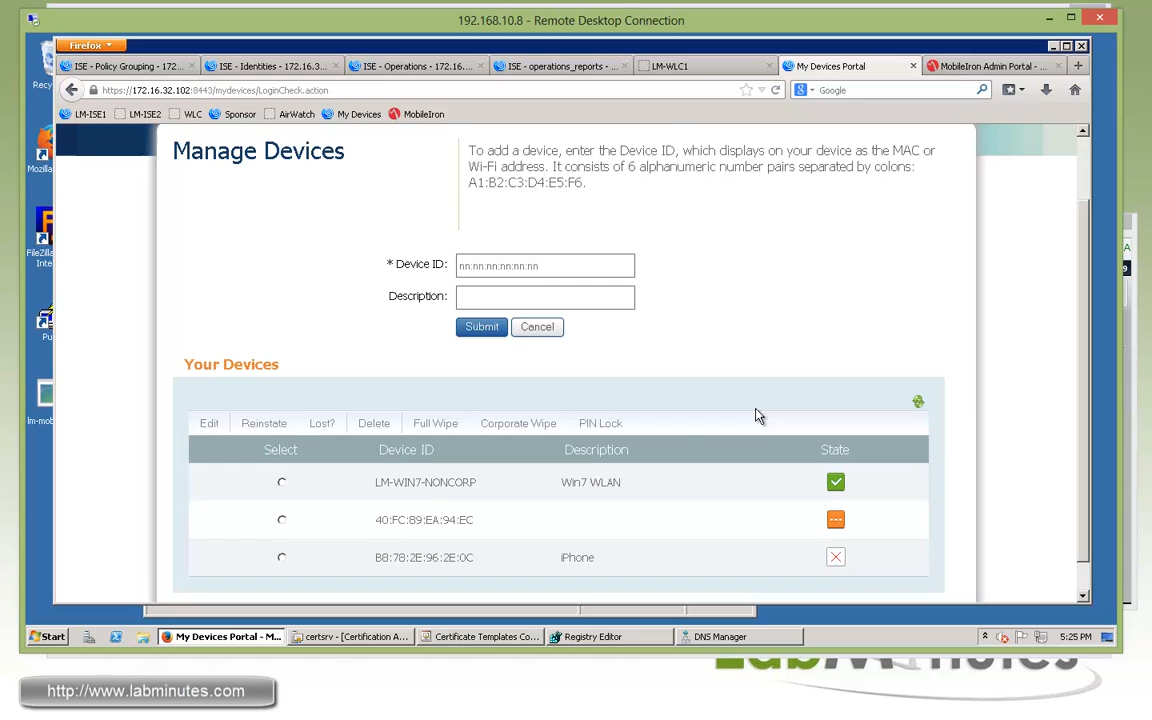 192.168.10.8 - Remote Desktop Connection
Firefox
ISE - Policy Grouping - 172....
ISE - Identities - 172.16.3...
ISE - Operations - 172.16....
ISE - operations_reports - ...
LM-WLC1
My Devices Portal
MobileIron Admin Portal - ...
https://172.16.32.102:8443/mydevices/LoginCheck.action
Google
LM-ISE1
LM-ISE2
WLC
Sponsor
AirWatch
My Devices
MobileIron
Manage Devices
To add a device, enter the Device ID, which displays on your device as the MAC or
Wi-Fi address. It consists of 6 alphanumeric number pairs separated by colons:
A1:B2:C3:D4:E5:F6.
* Device ID:
nn:nn:nn:nn:nn:nn
Description:
Submit
Cancel
Your Devices
Edit
Reinstate
Lost?
Delete
Full Wipe
Corporate Wipe
PIN Lock
Select
Device ID
Description
State
LM-WIN7-NONCORP
Win7 WLAN
40:FC:89:EA:94:EC
B8:78:2E:96:2E:0C
iPhone
Recy
Mozilla
FileZilla
Inte
Pu
lm-mob
Start
My Devices Portal - M...
certsrv - [Certification A...
Certificate Templates Co...
Registry Editor
DNS Manager
5:25 PM
http://www.labminutes.com